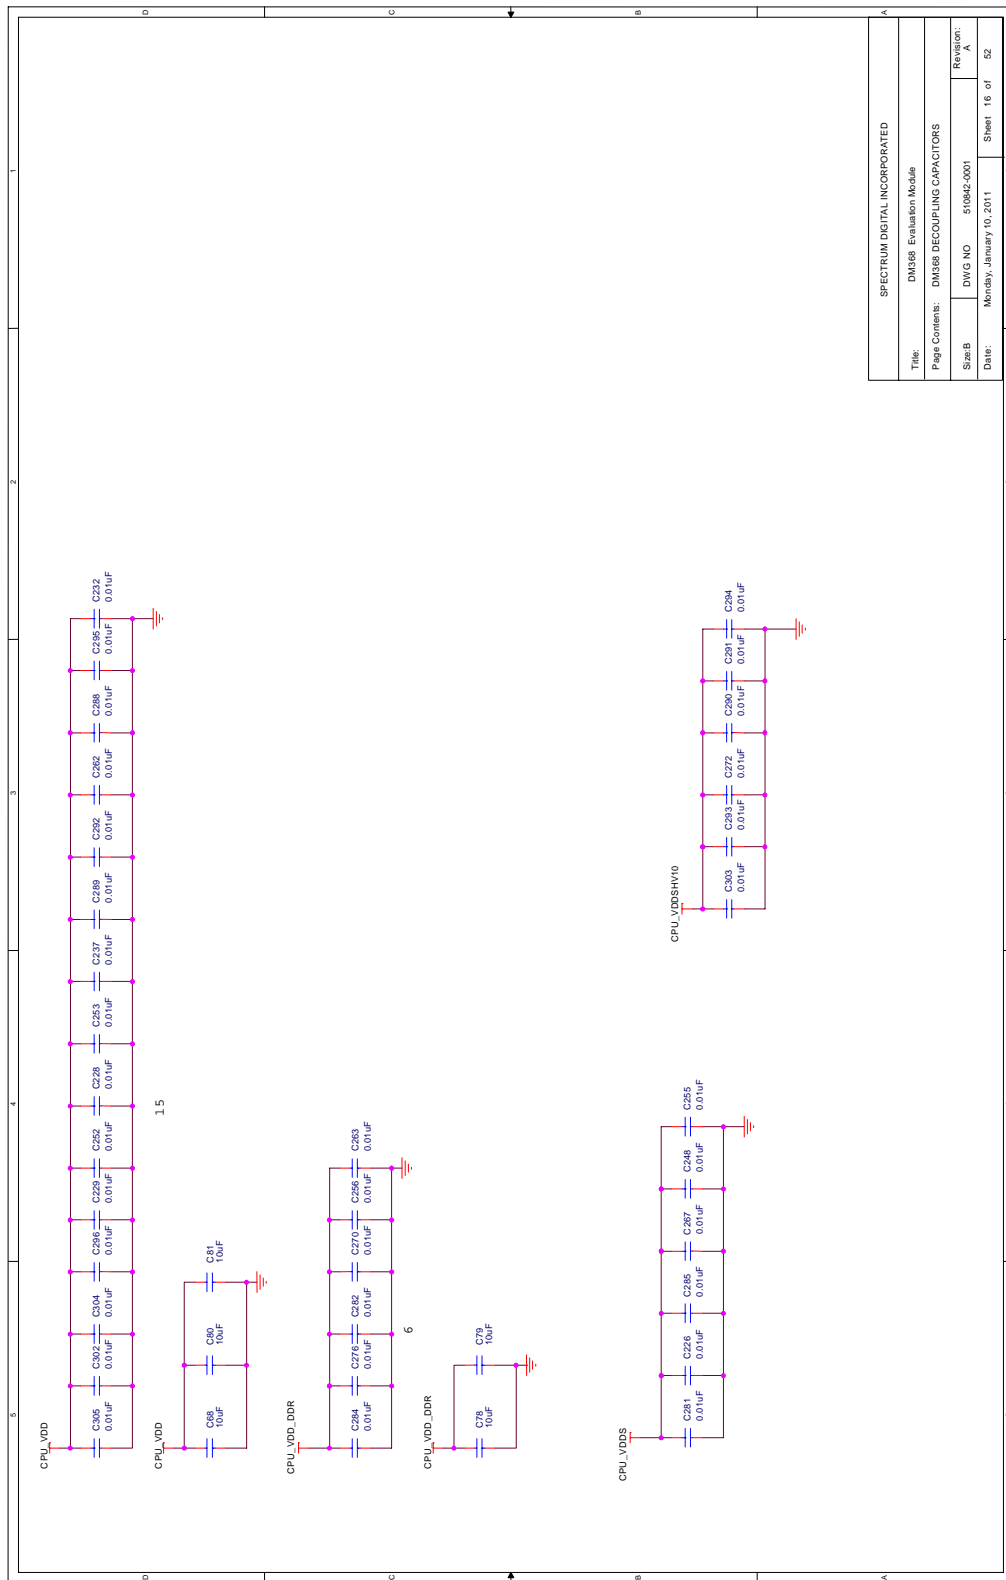 5
4
3
2
1
D
C
B
A
D
C
B
A
CPU_VDD
C305
0.01uF
C302
0.01uF
C304
0.01uF
C296
0.01uF
C229
0.01uF
C252
0.01uF
C228
0.01uF
C253
0.01uF
C237
0.01uF
C289
0.01uF
C292
0.01uF
C262
0.01uF
C288
0.01uF
C295
0.01uF
C232
0.01uF
15
CPU_VDD
C68
10uF
C80
10uF
C81
10uF
CPU_VDD_DDR
C284
0.01uF
C276
0.01uF
C282
0.01uF
C270
0.01uF
C256
0.01uF
C263
0.01uF
6
CPU_VDD_DDR
C78
10uF
C79
10uF
CPU_VDDS
C281
0.01uF
C226
0.01uF
C285
0.01uF
C267
0.01uF
C248
0.01uF
C255
0.01uF
CPU_VDDSHV10
C303
0.01uF
C293
0.01uF
C272
0.01uF
C290
0.01uF
C291
0.01uF
C294
0.01uF
SPECTRUM DIGITAL INCORPORATED
Title: DM368 Evaluation Module
Page Contents: DM368 DECOUPLING CAPACITORS
Size:B DWG NO 510842-0001 Revision: A
Date: Monday, January 10, 2011 Sheet 16 of 52